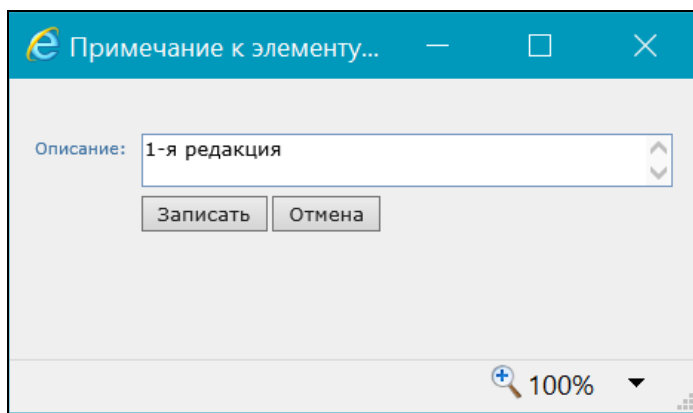 Примечание к элементу...
Описание: 1-я редакция
Записать Отмена
100%